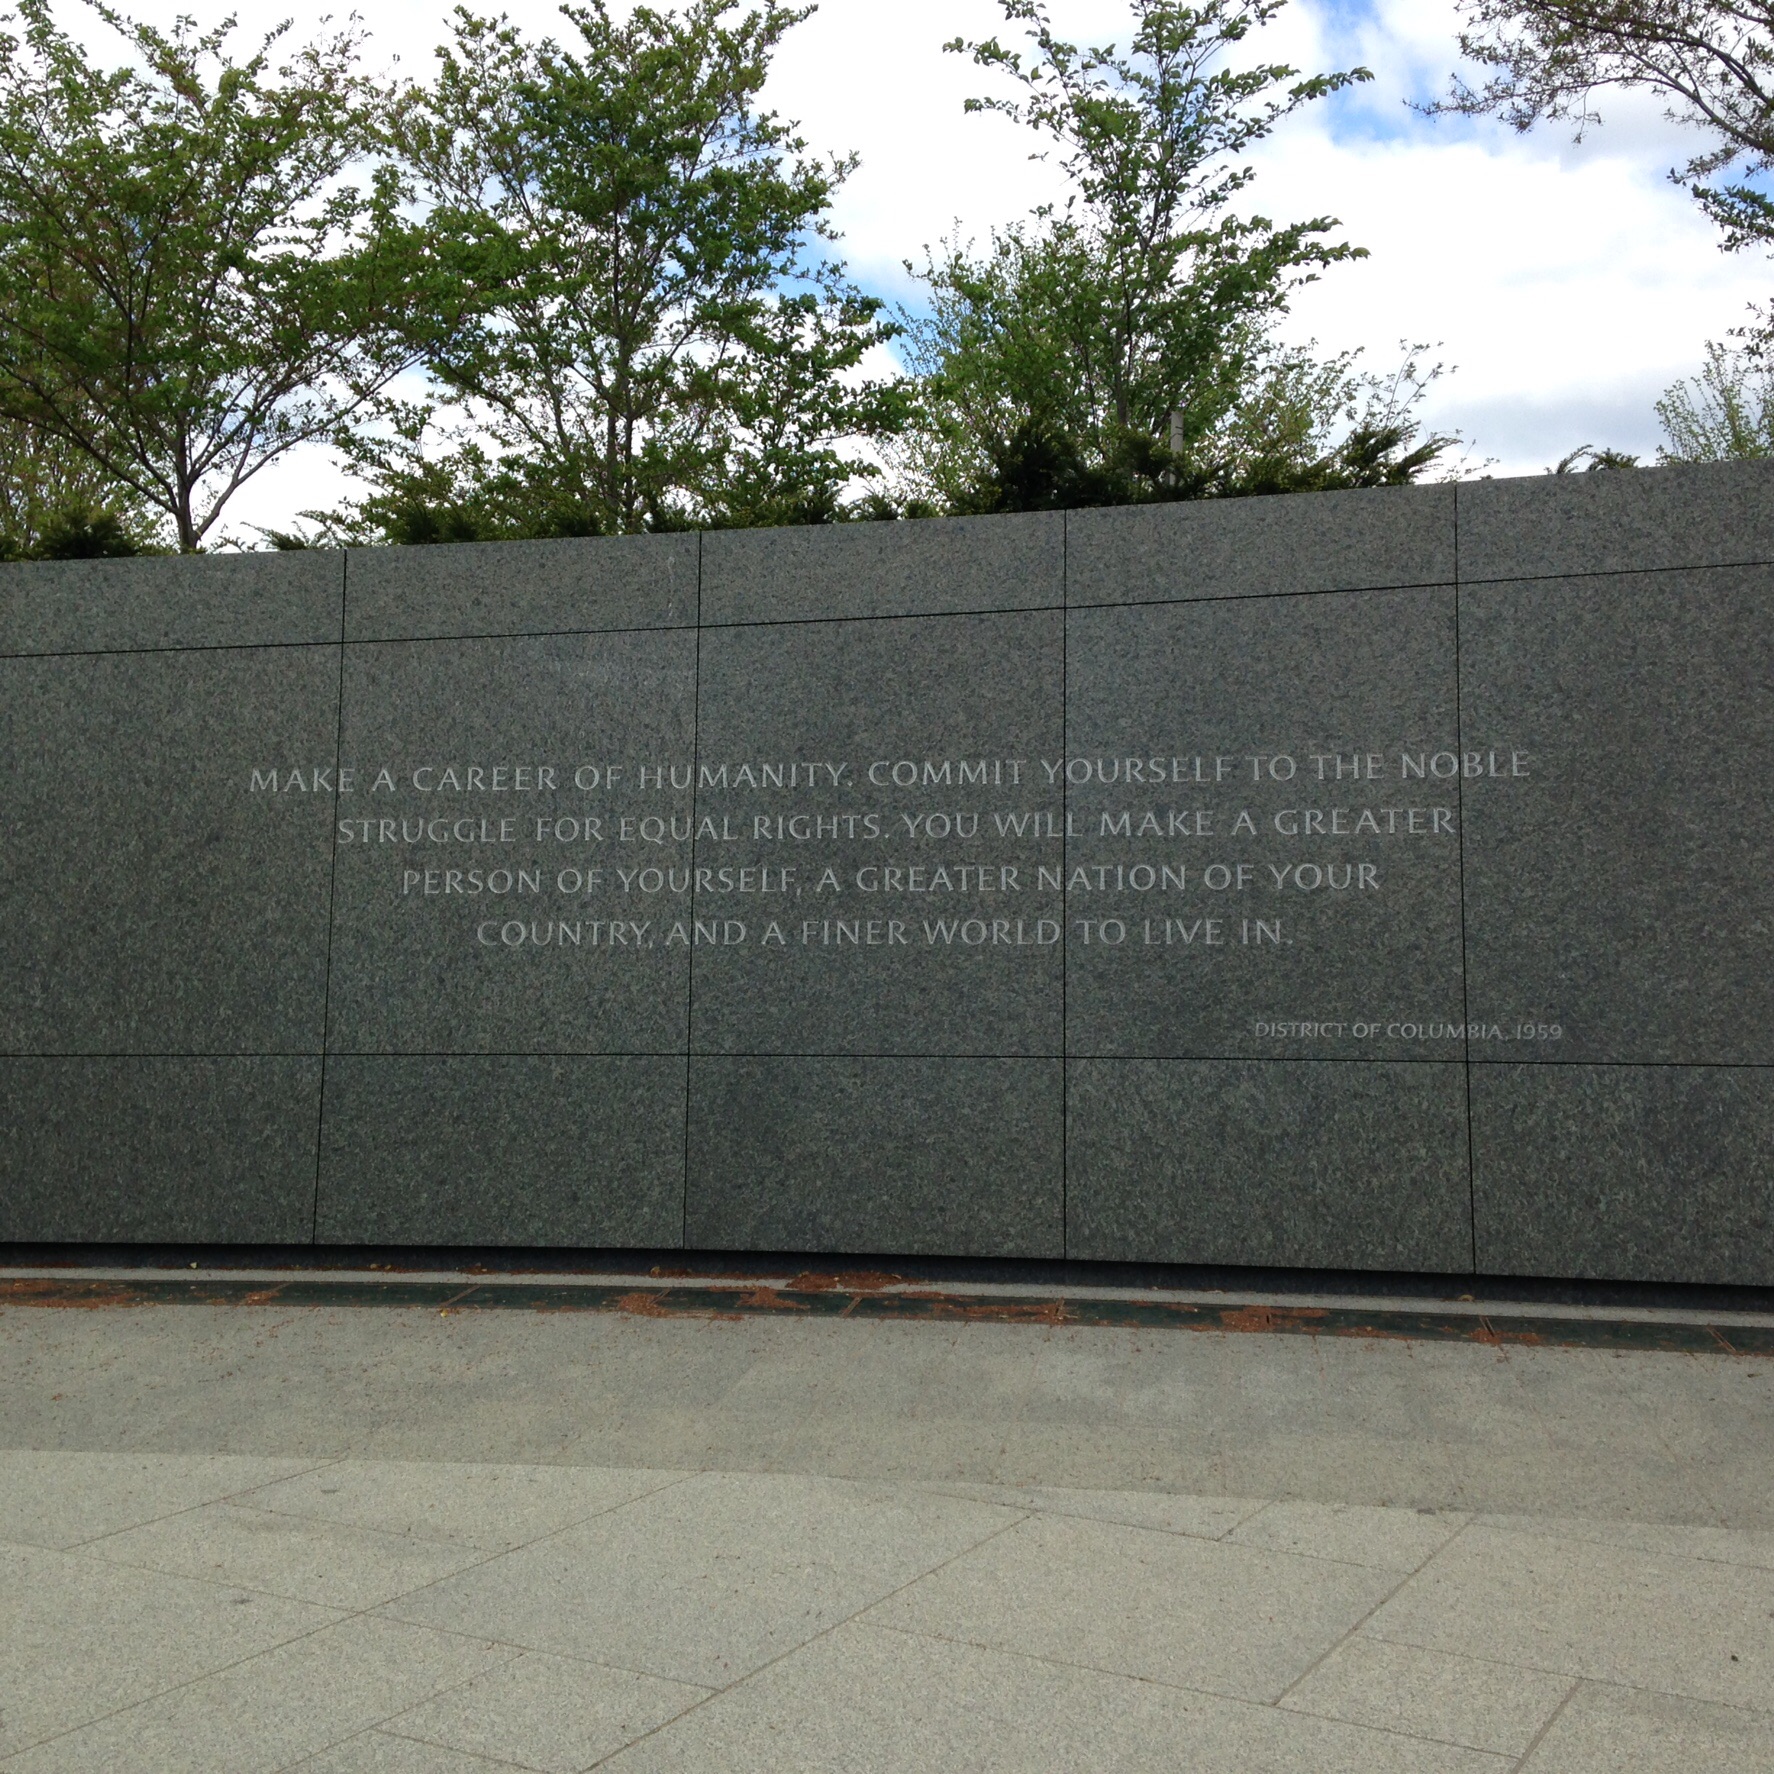 MAKE A CAREER OF HUMANITY. COMMIT YOURSELF TO THE NOBLE
STRUGGLE FOR EQUAL RIGHTS. YOU WILL MAKE A GREATER
PERSON OF YOURSELF, A GREATER NATION OF YOUR
COUNTRY, AND A FINER WORLD TO LIVE IN.
DISTRICT OF COLUMBIA, 1959